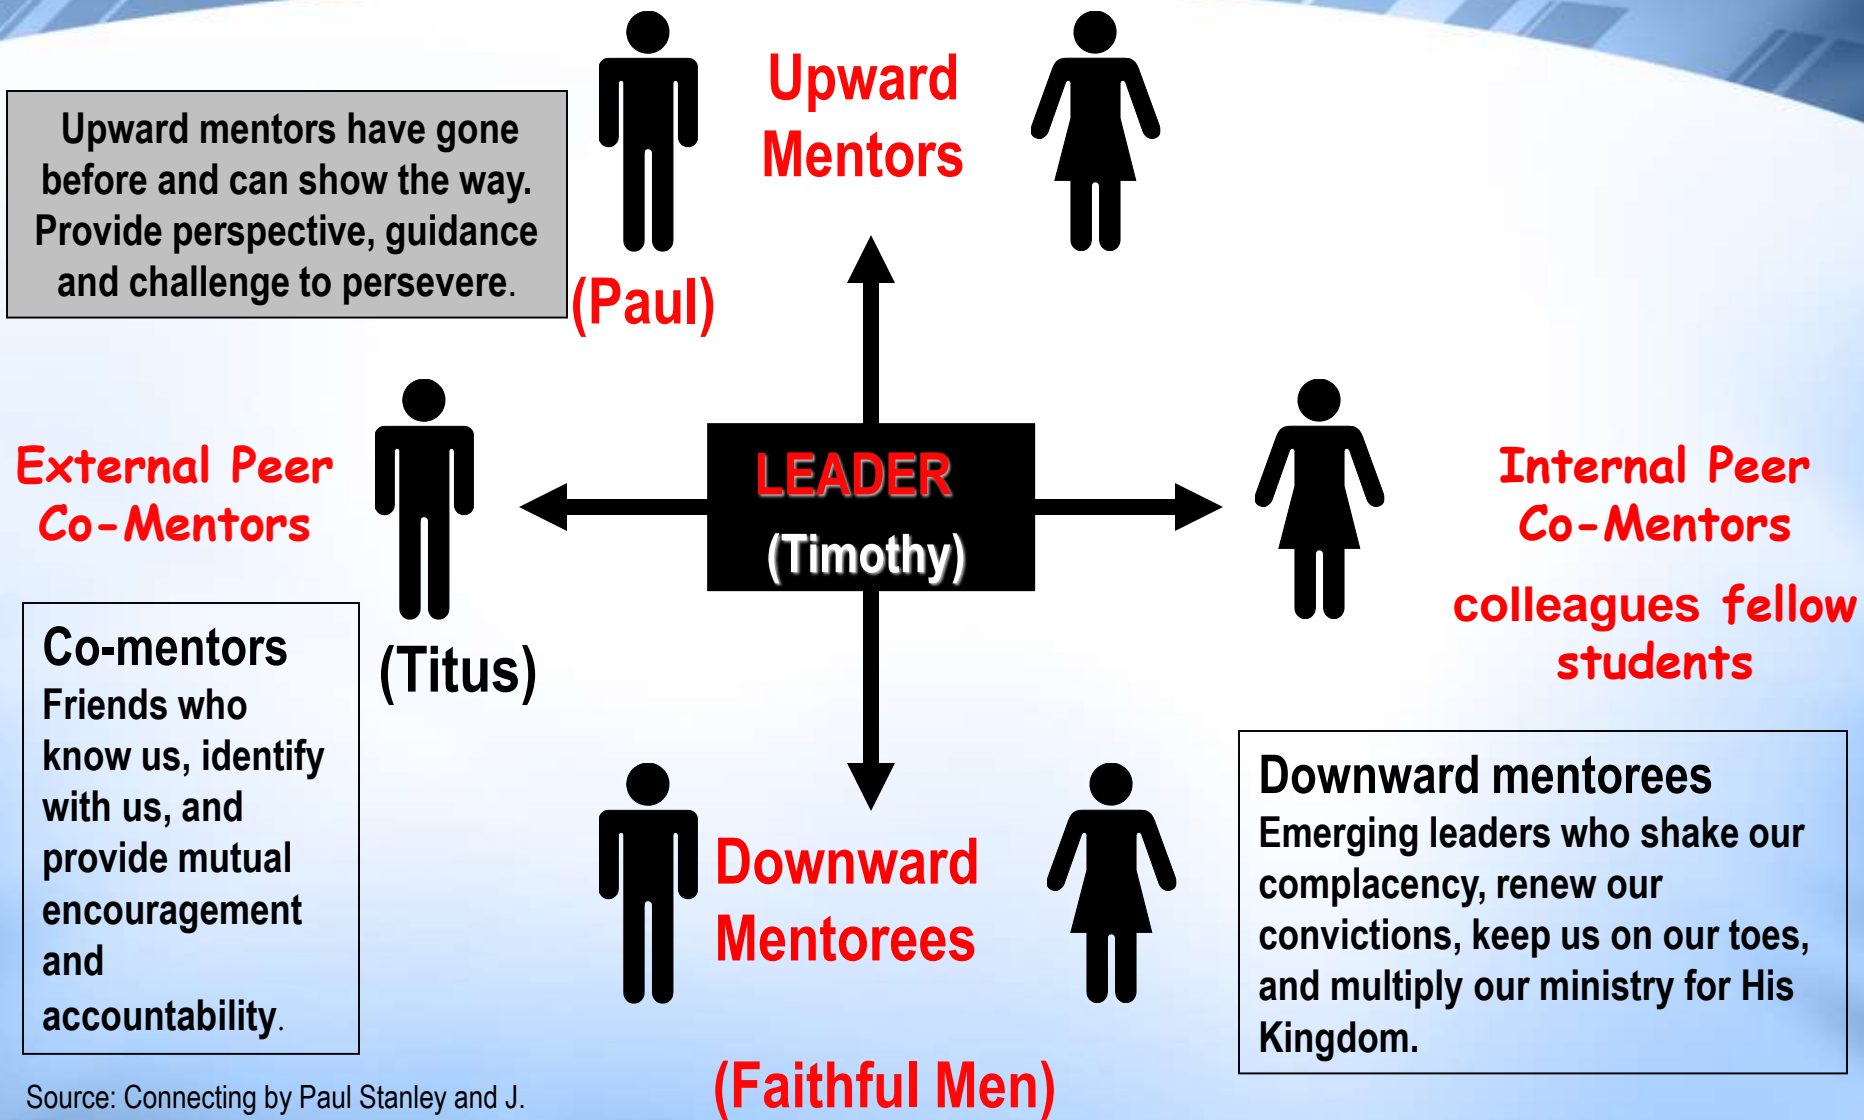 Upward
Mentors
Upward mentors have gone
before and can show the way.
Provide perspective, guidance
and challenge to persevere.
(Paul)
External Peer
Co-Mentors
LEADER
(Timothy)
Internal Peer
Co-Mentors
colleagues fellow
students
(Titus)
Co-mentors
Friends who
know us, identify
with us, and
provide mutual
encouragement
and
accountability.
Downward
Mentorees
Downward mentorees
Emerging leaders who shake our
complacency, renew our
convictions, keep us on our toes,
and multiply our ministry for His
Kingdom.
(Faithful Men)
Source: Connecting by Paul Stanley and J.